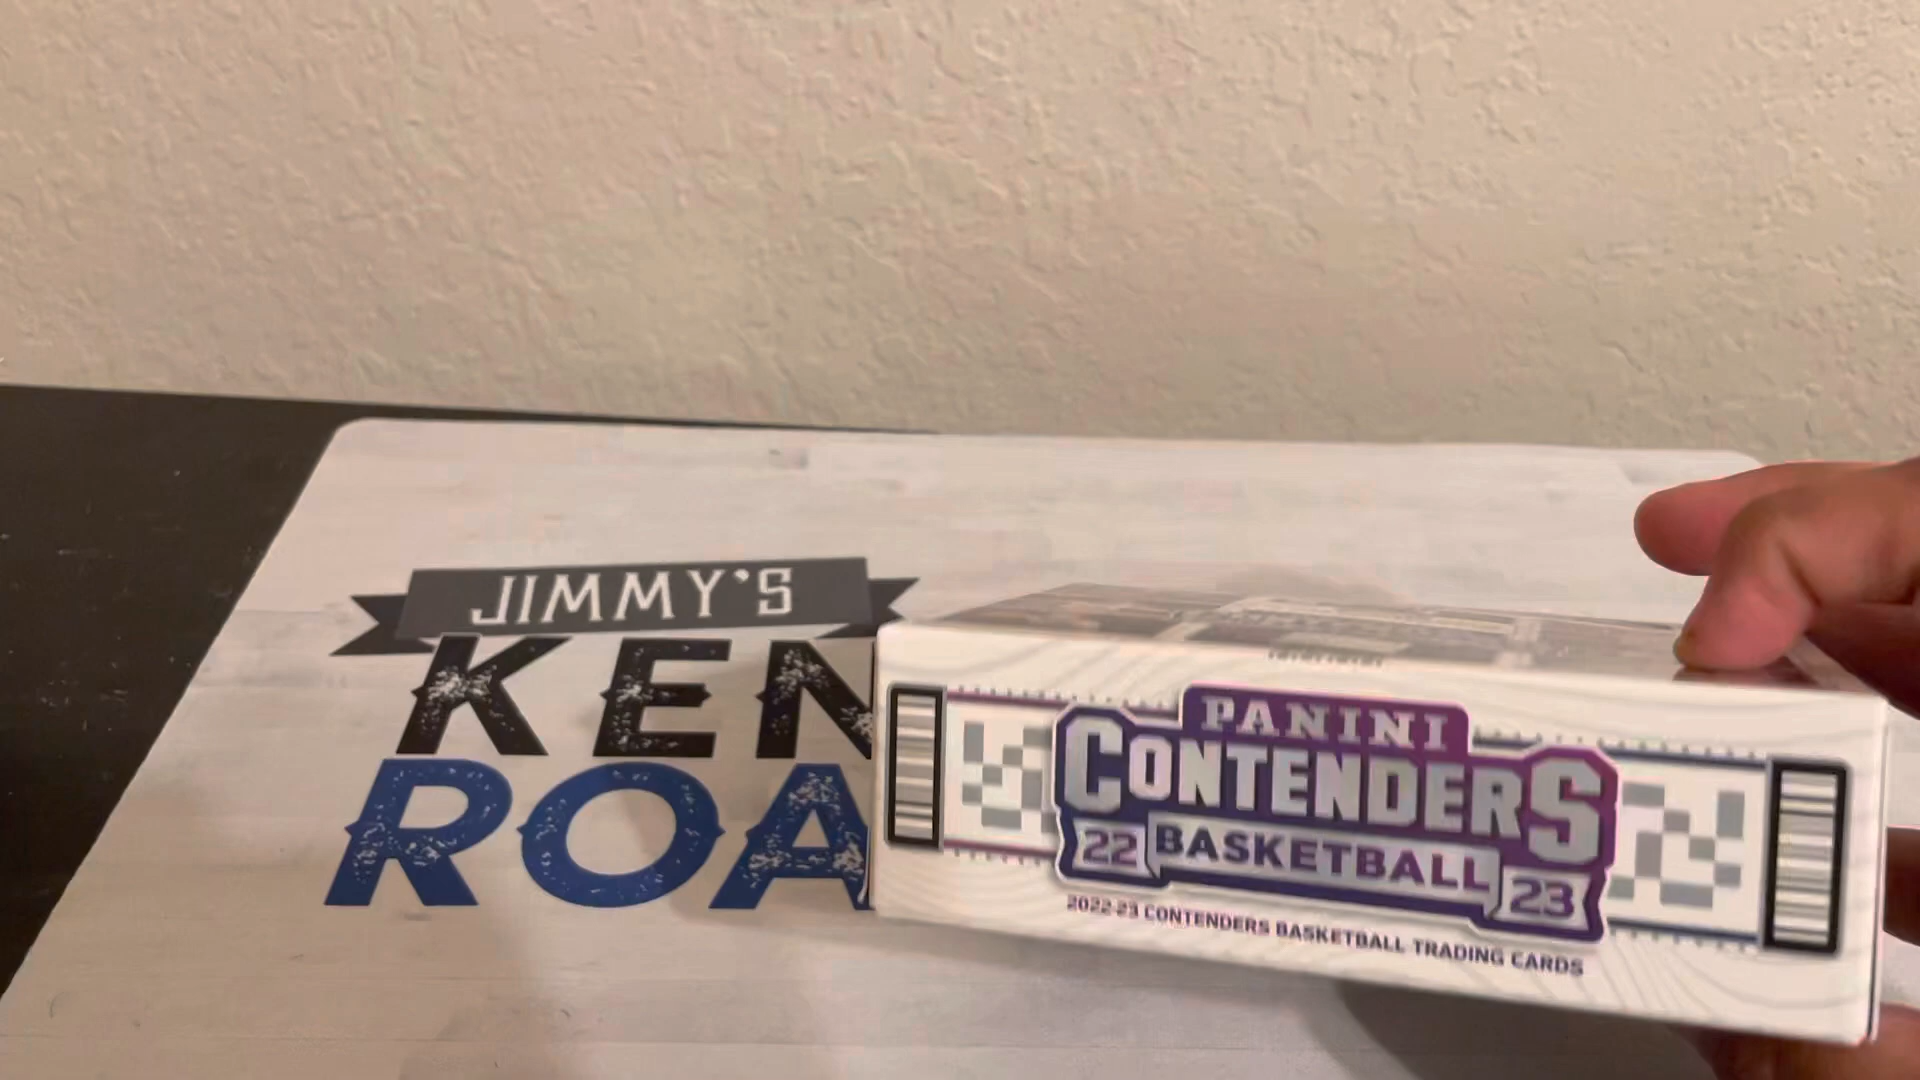 JIMMY'S
KEN
ROA
PANINI
CONTENDERS
22 BASKETBALL 23
2022-23 CONTENDERS BASKETBALL TRADING CARDS